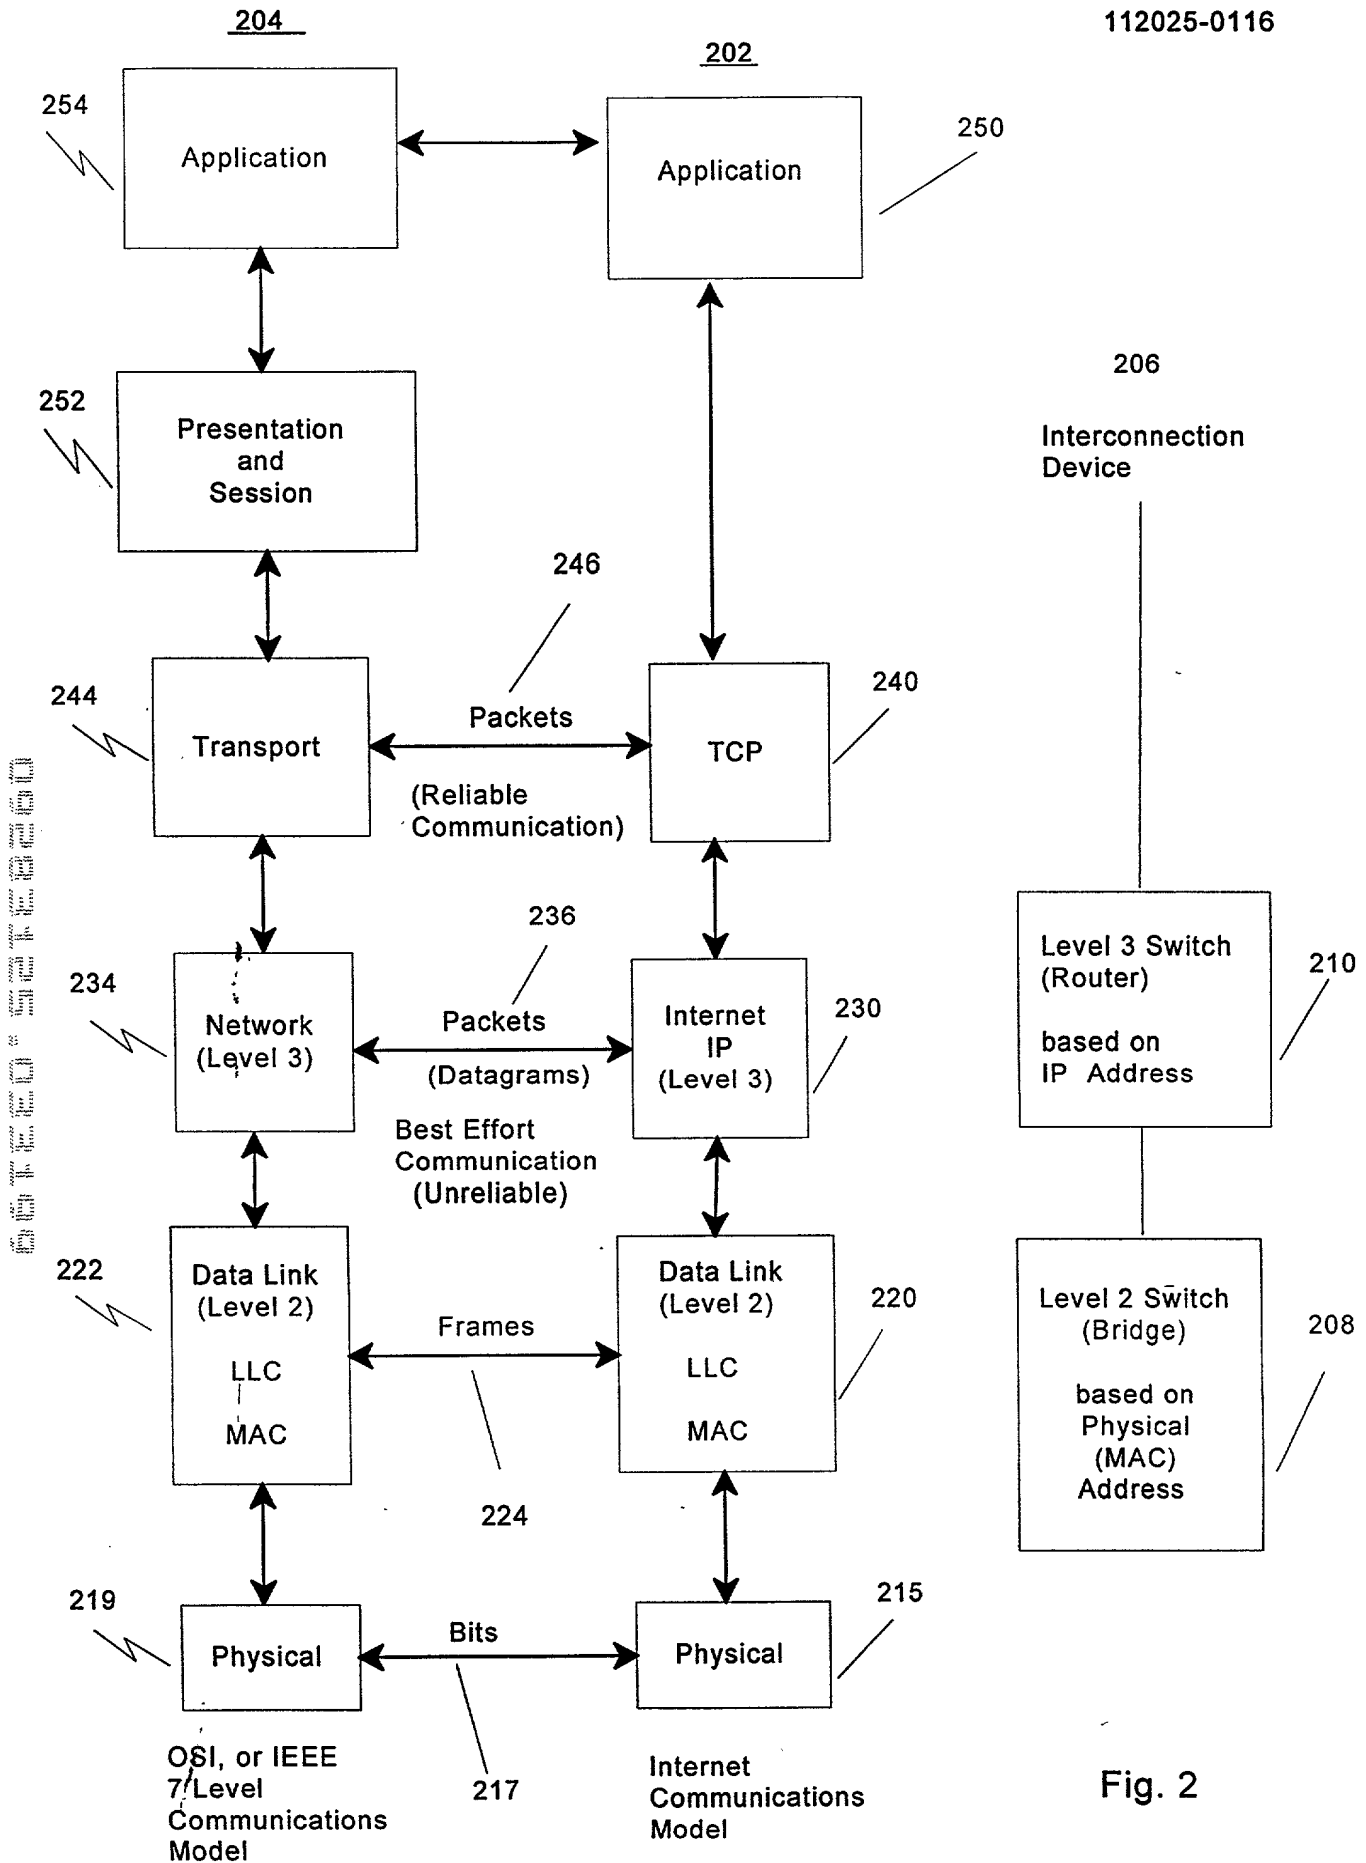 204
112025-0116
202
254
Application
250
Application
206
252
Presentation
and
Session
Interconnection
Device
246
244
Transport
Packets
240
TCP
(Reliable
Communication)
236
234
Network
(Level 3)
Packets
(Datagrams)
Internet
IP
(Level 3)
230
Level 3 Switch
(Router)
based on
IP Address
210
Best Effort
Communication
(Unreliable)
222
Data Link
(Level 2)
LLC
MAC
Frames
224
Data Link
(Level 2)
LLC
MAC
220
Level 2 Switch
(Bridge)
based on
Physical
(MAC)
Address
208
219
Physical
Bits
217
Physical
215
OSI, or IEEE
7 Level
Communications
Model
Internet
Communications
Model
Fig. 2